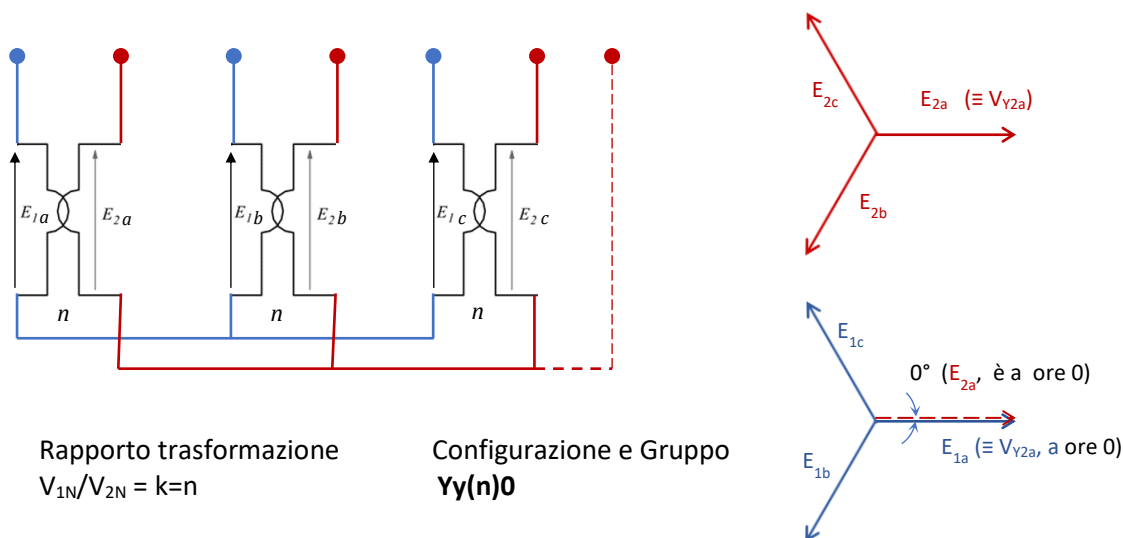 E1a
E2a
E1b
E2b
E1c
E2c
n
n
n
Rapporto trasformazione
V1N/V2N = k=n
Configurazione e Gruppo
Yy(n)0
E2c
E2a (≡ VY2a)
E2b
E1c
0° (E2a, è a ore 0)
E1a (≡ VY2a, a ore 0)
E1b